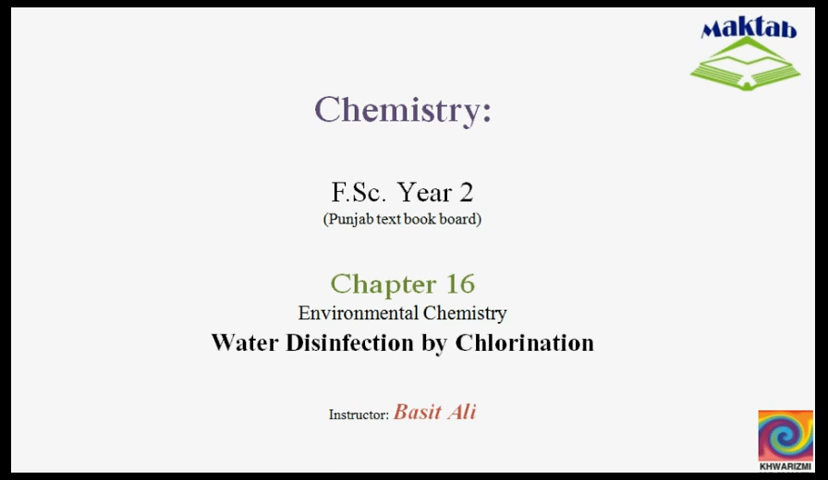 Maktab
Chemistry:
F.Sc. Year 2
(Punjab text book board)
Chapter 16
Environmental Chemistry
Water Disinfection by Chlorination
Instructor: Basit Ali
KHWARIZMI